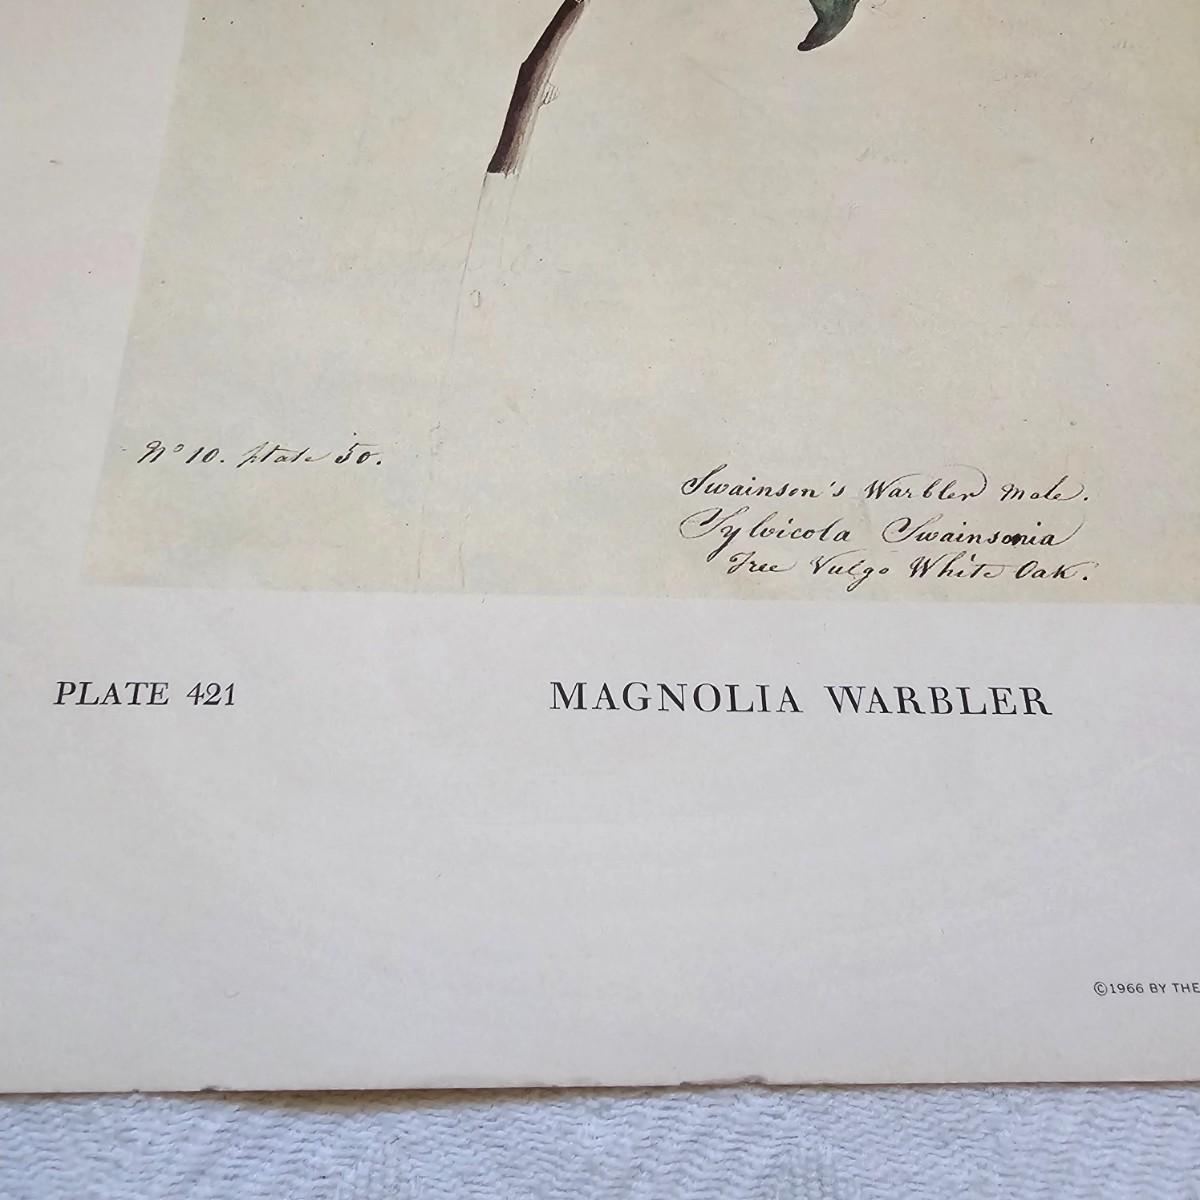 No 10. plate 50.
Swainson's Warbler Male.
Sylvicola Swainsonia
Tree Vulgo White Oak.
PLATE 421
MAGNOLIA WARBLER
©1966 BY THE